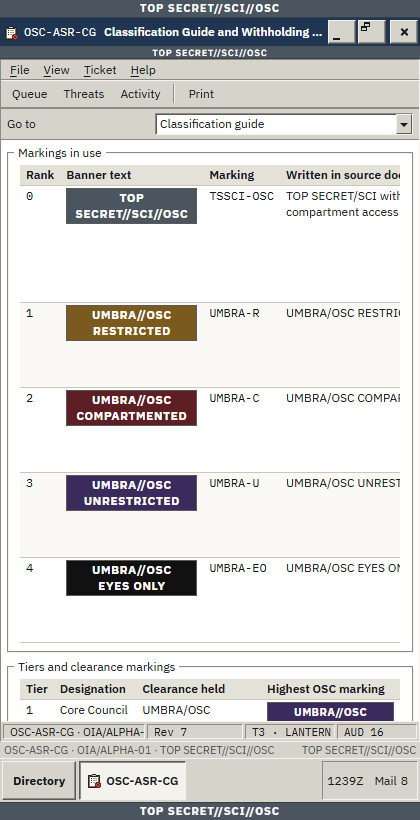 TOP SECRET//SCI//OSC
OSC-ASR-CG Classification Guide and Withholding ...
TOP SECRET//SCI//OSC
File View Ticket Help
Queue Threats Activity Print
Go to Classification guide
Markings in use
Rank Banner text Marking Written in source do
0 TOP SECRET//SCI//OSC TSSCI-OSC TOP SECRET/SCI with
compartment access
1 UMBRA//OSC RESTRICTED UMBRA-R UMBRA/OSC RESTRI
2 UMBRA//OSC COMPARTMENTED UMBRA-C UMBRA/OSC COMPAR
3 UMBRA//OSC UNRESTRICTED UMBRA-U UMBRA/OSC UNREST
4 UMBRA//OSC EYES ONLY UMBRA-EO UMBRA/OSC EYES ON
Tiers and clearance markings
Tier Designation Clearance held Highest OSC marking
1 Core Council UMBRA/OSC UMBRA//OSC
OSC-ASR-CG · OIA/ALPHA- Rev 7 T3 · LANTERN AUD 16
OSC-ASR-CG · OIA/ALPHA-01 · TOP SECRET//SCI//OSC TOP SECRET//SCI//OSC
Directory OSC-ASR-CG 1239Z Mail 8
TOP SECRET//SCI//OSC